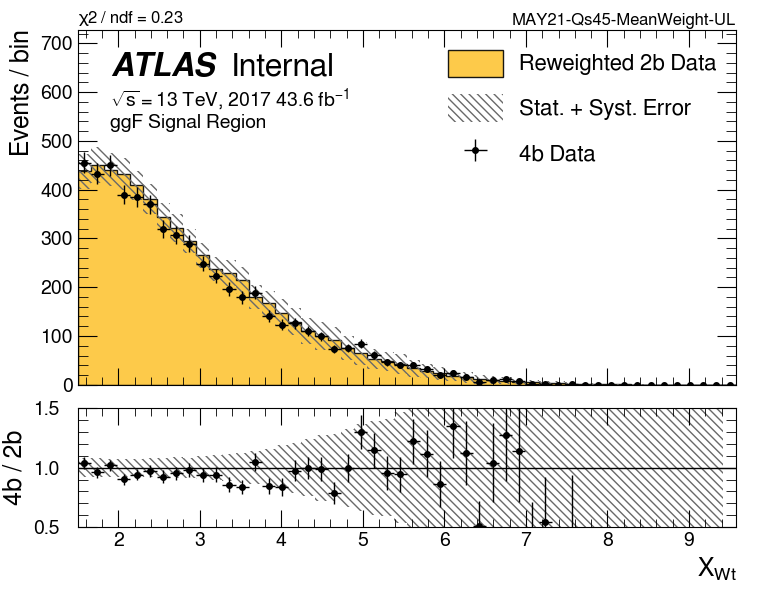 χ² / ndf = 0.23 MAY21-Qs45-MeanWeight-UL
ATLAS Internal
√s = 13 TeV, 2017 43.6 fb⁻¹
ggF Signal Region
Reweighted 2b Data
Stat. + Syst. Error
4b Data
Events / bin
700
600
500
400
300
200
100
0
4b / 2b
1.5
1.0
0.5
2 3 4 5 6 7 8 9
X_Wt